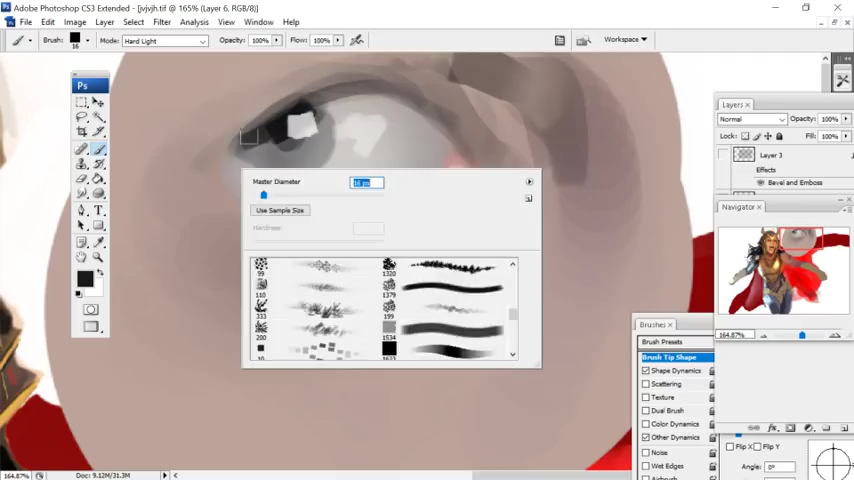 Adobe Photoshop CS3 Extended - [jvjvjh.tif @ 165% (Layer 6, RGB/8)]
File Edit Image Layer Select Filter Analysis View Window Help
Brush: 16 Mode: Hard Light Opacity: 100% Flow: 100% Workspace
Ps
Layers
Normal Opacity: 100%
Lock: Fill: 100%
Layer 3
Effects
Bevel and Emboss
Master Diameter 16 px
Use Sample Size
Hardness:
99 1320
110 1379
333 199
200 1534
10
Navigator
164.87%
Brushes
Brush Presets
Brush Tip Shape
Shape Dynamics
Scattering
Texture
Dual Brush
Color Dynamics
Other Dynamics
Noise
Wet Edges
Flip X Flip Y
Angle: 0°
164.87% Doc: 9.12M/31.3M